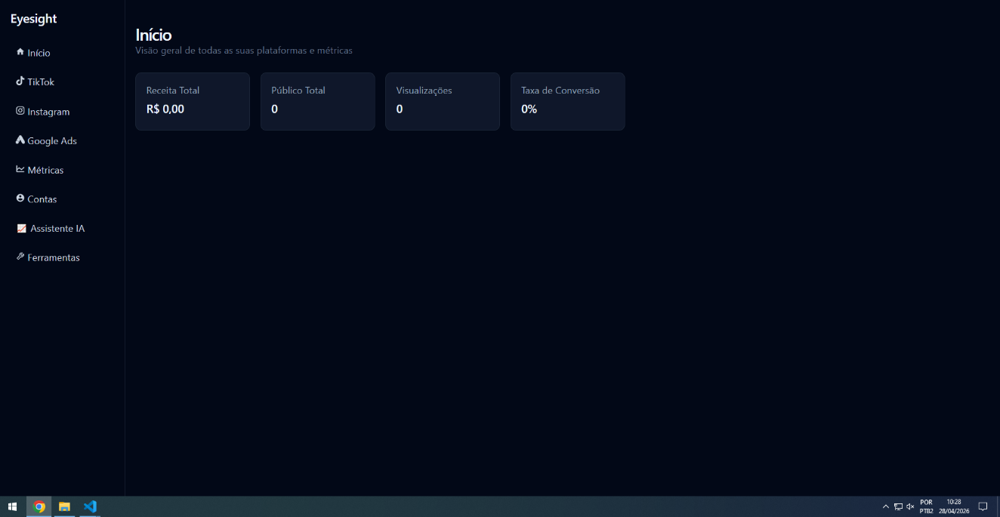 Eyesight
Início
TikTok
Instagram
Google Ads
Métricas
Contas
Assistente IA
Ferramentas
Início
Visão geral de todas as suas plataformas e métricas
Receita Total
R$ 0,00
Público Total
0
Visualizações
0
Taxa de Conversão
0%
POR
PTB2
10:28
28/04/2026